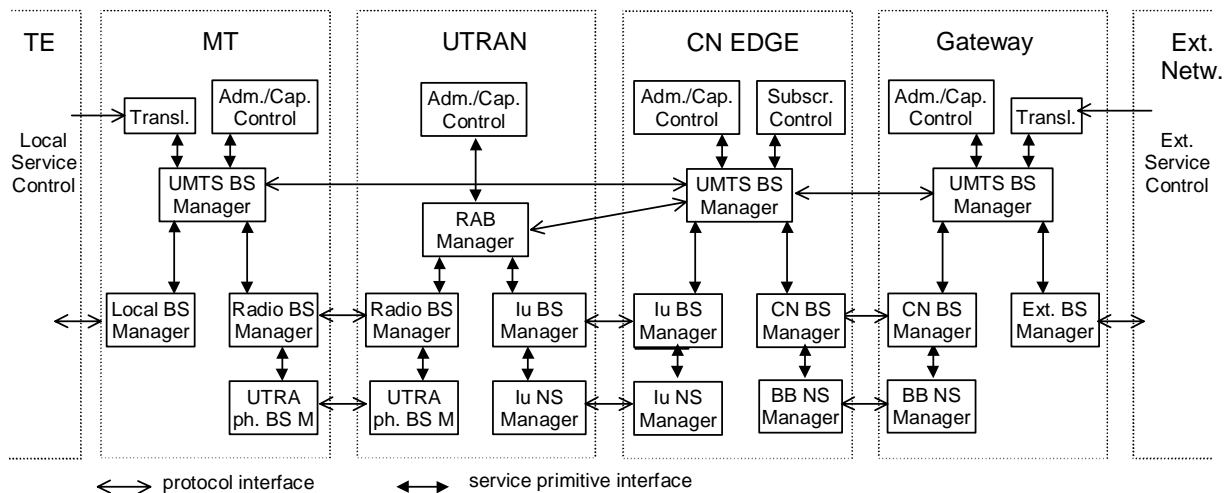 TE
MT
UTRAN
CN EDGE
Gateway
Ext.
Netw.
Adm./Cap.
Control
Transl.
Adm./Cap.
Control
Adm./Cap.
Control
Subscr.
Control
Adm./Cap.
Control
Transl.
Local
Service
Control
Ext.
Service
Control
UMTS BS
Manager
UMTS BS
Manager
UMTS BS
Manager
RAB
Manager
Local BS
Manager
Radio BS
Manager
Radio BS
Manager
Iu BS
Manager
Iu BS
Manager
CN BS
Manager
CN BS
Manager
Ext. BS
Manager
UTRA
ph. BS M
UTRA
ph. BS M
Iu NS
Manager
Iu NS
Manager
BB NS
Manager
BB NS
Manager
protocol interface
service primitive interface